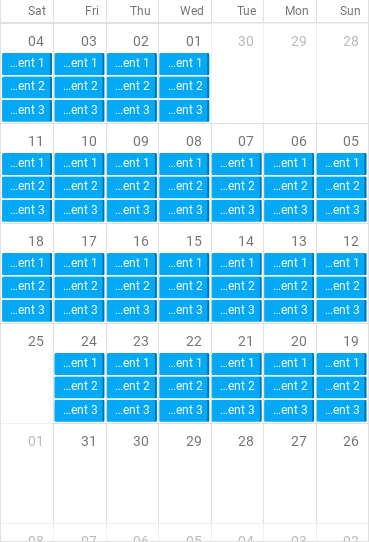 Sat Fri Thu Wed Tue Mon Sun
04 03 02 01 30 29 28
...ent 1 ...ent 1 ...ent 1 ...ent 1
...ent 2 ...ent 2 ...ent 2 ...ent 2
...ent 3 ...ent 3 ...ent 3 ...ent 3
11 10 09 08 07 06 05
...ent 1 ...ent 1 ...ent 1 ...ent 1 ...ent 1 ...ent 1 ...ent 1
...ent 2 ...ent 2 ...ent 2 ...ent 2 ...ent 2 ...ent 2 ...ent 2
...ent 3 ...ent 3 ...ent 3 ...ent 3 ...ent 3 ...ent 3 ...ent 3
18 17 16 15 14 13 12
...ent 1 ...ent 1 ...ent 1 ...ent 1 ...ent 1 ...ent 1 ...ent 1
...ent 2 ...ent 2 ...ent 2 ...ent 2 ...ent 2 ...ent 2 ...ent 2
...ent 3 ...ent 3 ...ent 3 ...ent 3 ...ent 3 ...ent 3 ...ent 3
25 24 23 22 21 20 19
...ent 1 ...ent 1 ...ent 1 ...ent 1 ...ent 1 ...ent 1
...ent 2 ...ent 2 ...ent 2 ...ent 2 ...ent 2 ...ent 2
...ent 3 ...ent 3 ...ent 3 ...ent 3 ...ent 3 ...ent 3
01 31 30 29 28 27 26
08 07 06 05 04 03 02